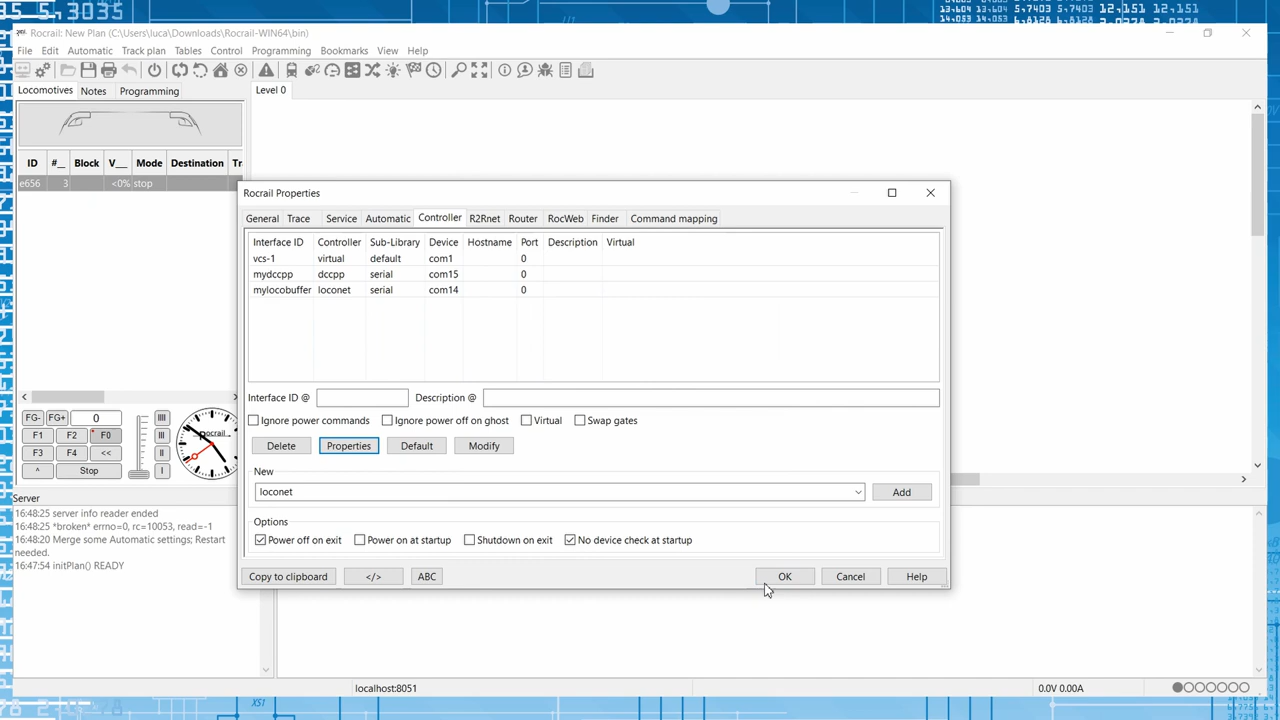 Rocrail: New Plan (C:\Users\luca\Downloads\Rocrail-WIN64\bin)
File Edit Automatic Track plan Tables Control Programming Bookmarks View Help
Locomotives Notes Programming
Level 0
ID #_ Block V__ Mode Destination Tr
e656 3 <0% stop
Rocrail Properties
General Trace Service Automatic Controller R2Rnet Router RocWeb Finder Command mapping
Interface ID Controller Sub-Library Device Hostname Port Description Virtual
vcs-1 virtual default com1 0
mydccpp dccpp serial com15 0
mylocobuffer loconet serial com14 0
Interface ID @ Description @
Ignore power commands Ignore power off on ghost Virtual Swap gates
Delete Properties Default Modify
New
loconet Add
Options
Power off on exit Power on at startup Shutdown on exit No device check at startup
Copy to clipboard </> ABC OK Cancel Help
FG- FG+ 0 IIII
F1 F2 F0 III
F3 F4 << II
^ Stop I
rocrail
Server
16:48:25 server info reader ended
16:48:25 *broken* errno=0, rc=10053, read=-1
16:48:20 Merge some Automatic settings; Restart
needed.
16:47:54 initPlan() READY
localhost:8051 0.0V 0.00A